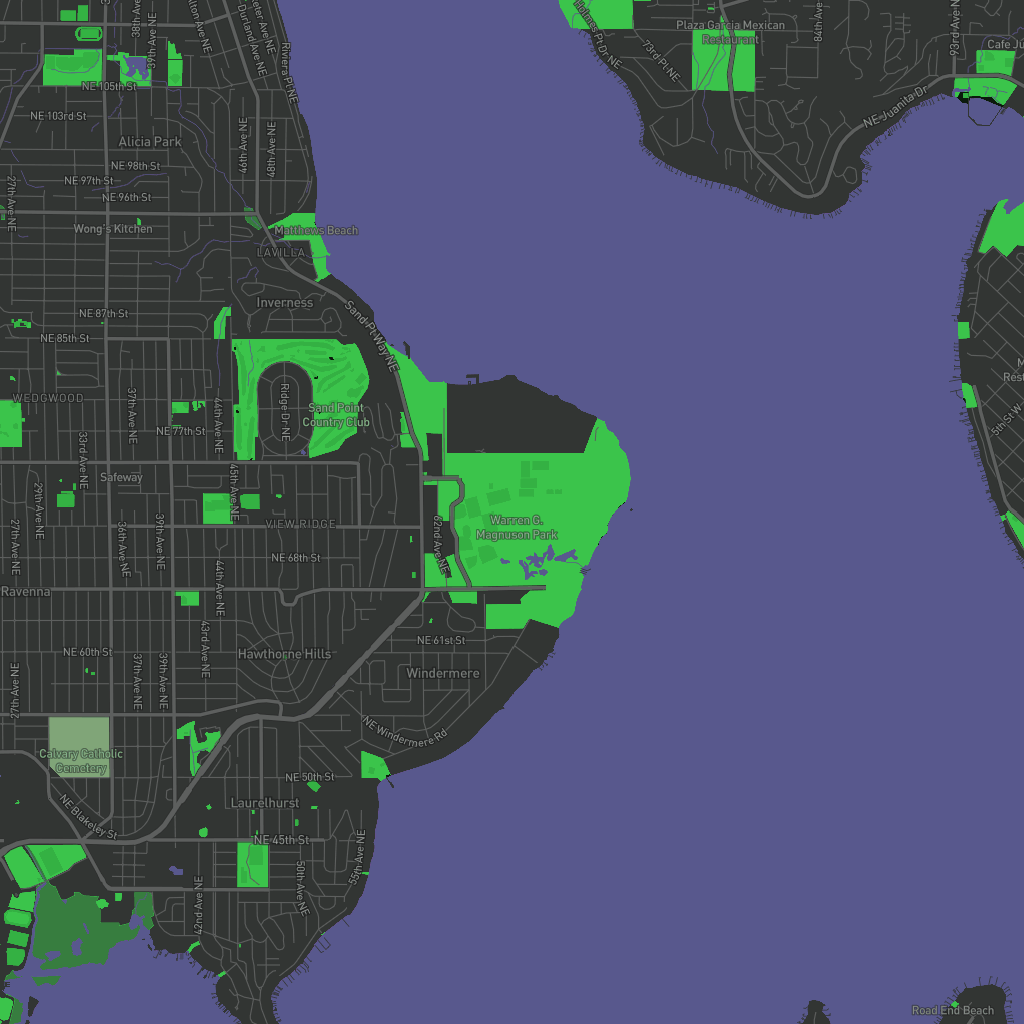 38th Ave
39th Ave NE
Durland Ave NE
Riviera Pl NE
Holmes Pt Dr NE
73rd Pl NE
Plaza Garcia Mexican
Restaurant
84th Ave
93rd Ave N
Cafe Ju
NE 105th St
NE 103rd St
NE Juanita Dr
Alicia Park
46th Ave NE
48th Ave NE
NE 98th St
NE 97th St
27th Ave NE
NE 96th St
Wong's Kitchen
Matthews Beach
LAVILLA
Inverness
NE 87th St
Sand Pt Way NE
NE 85th St
WEDGWOOD
37th Ave NE
44th Ave NE
Ridge Dr NE
Sand Point
Country Club
5th St W
Rest
NE 77th St
33rd Ave NE
Safeway
29th Ave NE
45th Ave NE
39th Ave NE
27th Ave NE
36th Ave NE
VIEW RIDGE
62nd Ave NE
Warren G.
Magnuson Park
NE 68th St
44th Ave NE
Ravenna
43rd Ave NE
NE 61st St
NE 60th St
Hawthorne Hills
37th Ave NE
39th Ave NE
27th Ave NE
Windermere
NE Windermere Rd
Calvary Catholic
Cemetery
NE 50th St
Laurelhurst
NE Blakeley St
NE 45th St
55th Ave NE
50th Ave NE
42nd Ave NE
Road End Beach